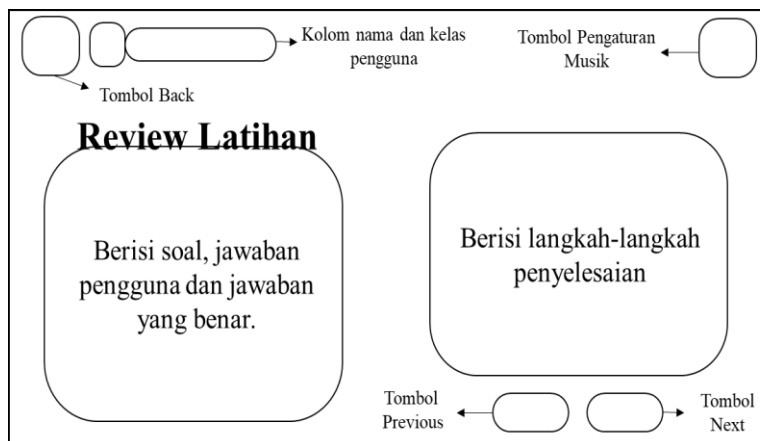 Kolom nama dan kelas
pengguna
Tombol Pengaturan
Musik
Tombol Back
Review Latihan
Berisi soal, jawaban
pengguna dan jawaban
yang benar.
Berisi langkah-langkah
penyelesaian
Tombol
Previous
Tombol
Next